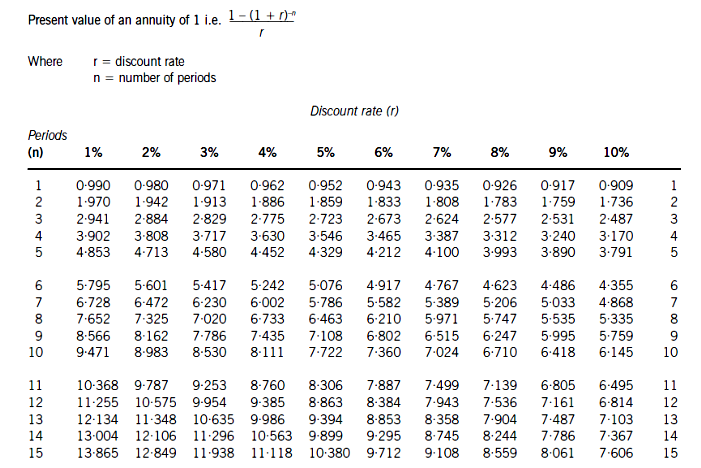 Present value of an annuity of 1 i.e. 1 – (1 + r)⁻ⁿ / r
Where r = discount rate
n = number of periods
Discount rate (r)
Periods
(n) 1% 2% 3% 4% 5% 6% 7% 8% 9% 10%
1 0·990 0·980 0·971 0·962 0·952 0·943 0·935 0·926 0·917 0·909 1
2 1·970 1·942 1·913 1·886 1·859 1·833 1·808 1·783 1·759 1·736 2
3 2·941 2·884 2·829 2·775 2·723 2·673 2·624 2·577 2·531 2·487 3
4 3·902 3·808 3·717 3·630 3·546 3·465 3·387 3·312 3·240 3·170 4
5 4·853 4·713 4·580 4·452 4·329 4·212 4·100 3·993 3·890 3·791 5
6 5·795 5·601 5·417 5·242 5·076 4·917 4·767 4·623 4·486 4·355 6
7 6·728 6·472 6·230 6·002 5·786 5·582 5·389 5·206 5·033 4·868 7
8 7·652 7·325 7·020 6·733 6·463 6·210 5·971 5·747 5·535 5·335 8
9 8·566 8·162 7·786 7·435 7·108 6·802 6·515 6·247 5·995 5·759 9
10 9·471 8·983 8·530 8·111 7·722 7·360 7·024 6·710 6·418 6·145 10
11 10·368 9·787 9·253 8·760 8·306 7·887 7·499 7·139 6·805 6·495 11
12 11·255 10·575 9·954 9·385 8·863 8·384 7·943 7·536 7·161 6·814 12
13 12·134 11·348 10·635 9·986 9·394 8·853 8·358 7·904 7·487 7·103 13
14 13·004 12·106 11·296 10·563 9·899 9·295 8·745 8·244 7·786 7·367 14
15 13·865 12·849 11·938 11·118 10·380 9·712 9·108 8·559 8·061 7·606 15